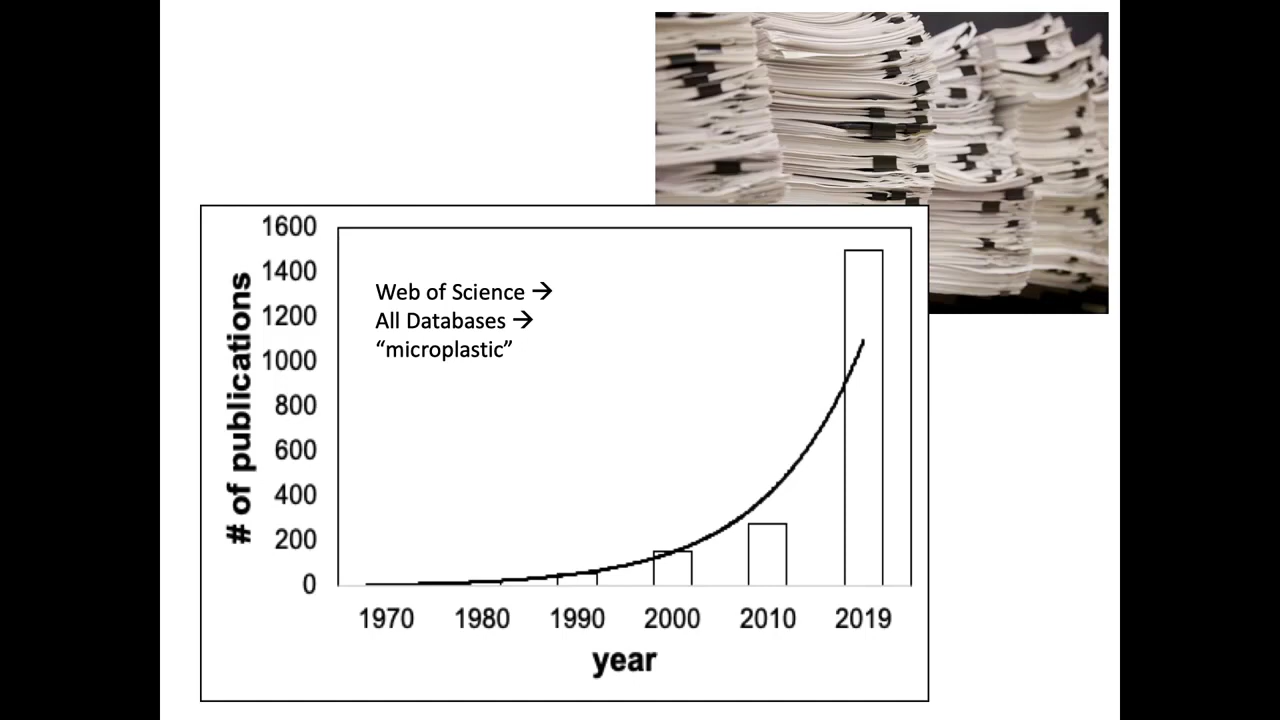 1600
1400
1200
1000
800
600
400
200
0
# of publications
Web of Science →
All Databases →
“microplastic”
1970 1980 1990 2000 2010 2019
year